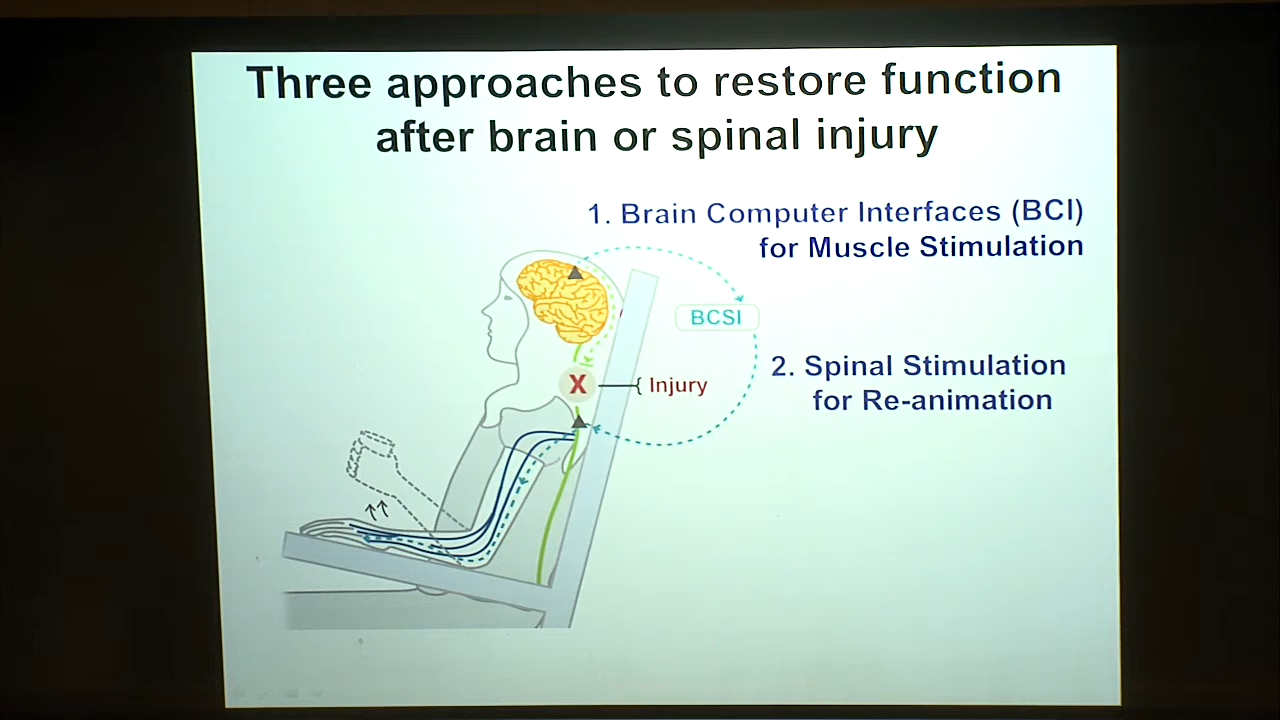 Three approaches to restore function
after brain or spinal injury
1. Brain Computer Interfaces (BCI)
for Muscle Stimulation
BCSI
2. Spinal Stimulation
for Re-animation
X
Injury